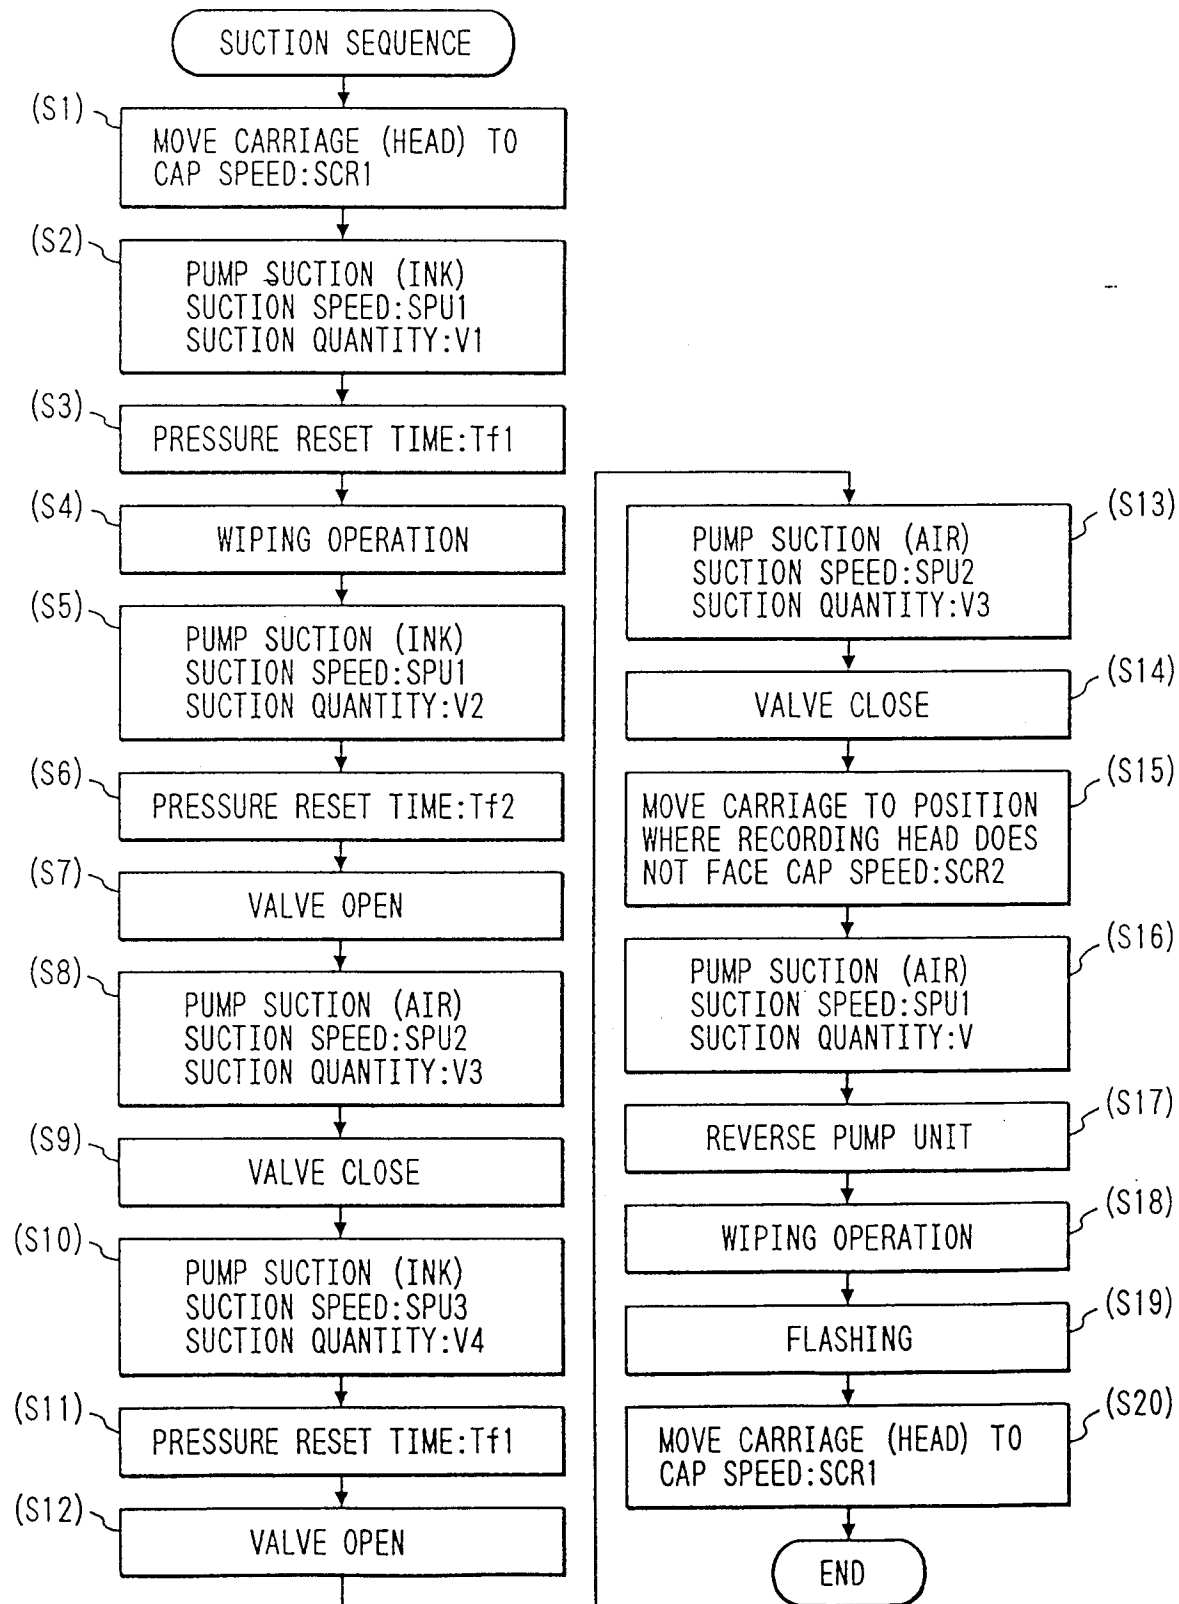 SUCTION SEQUENCE
(S1)
MOVE CARRIAGE (HEAD) TO
CAP SPEED:SCR1
(S2)
PUMP SUCTION (INK)
SUCTION SPEED:SPU1
SUCTION QUANTITY:V1
(S3)
PRESSURE RESET TIME:Tf1
(S4)
WIPING OPERATION
(S5)
PUMP SUCTION (INK)
SUCTION SPEED:SPU1
SUCTION QUANTITY:V2
(S6)
PRESSURE RESET TIME:Tf2
(S7)
VALVE OPEN
(S8)
PUMP SUCTION (AIR)
SUCTION SPEED:SPU2
SUCTION QUANTITY:V3
(S9)
VALVE CLOSE
(S10)
PUMP SUCTION (INK)
SUCTION SPEED:SPU3
SUCTION QUANTITY:V4
(S11)
PRESSURE RESET TIME:Tf1
(S12)
VALVE OPEN
(S13)
PUMP SUCTION (AIR)
SUCTION SPEED:SPU2
SUCTION QUANTITY:V3
(S14)
VALVE CLOSE
(S15)
MOVE CARRIAGE TO POSITION
WHERE RECORDING HEAD DOES
NOT FACE CAP SPEED:SCR2
(S16)
PUMP SUCTION (AIR)
SUCTION SPEED:SPU1
SUCTION QUANTITY:V
(S17)
REVERSE PUMP UNIT
(S18)
WIPING OPERATION
(S19)
FLASHING
(S20)
MOVE CARRIAGE (HEAD) TO
CAP SPEED:SCR1
END